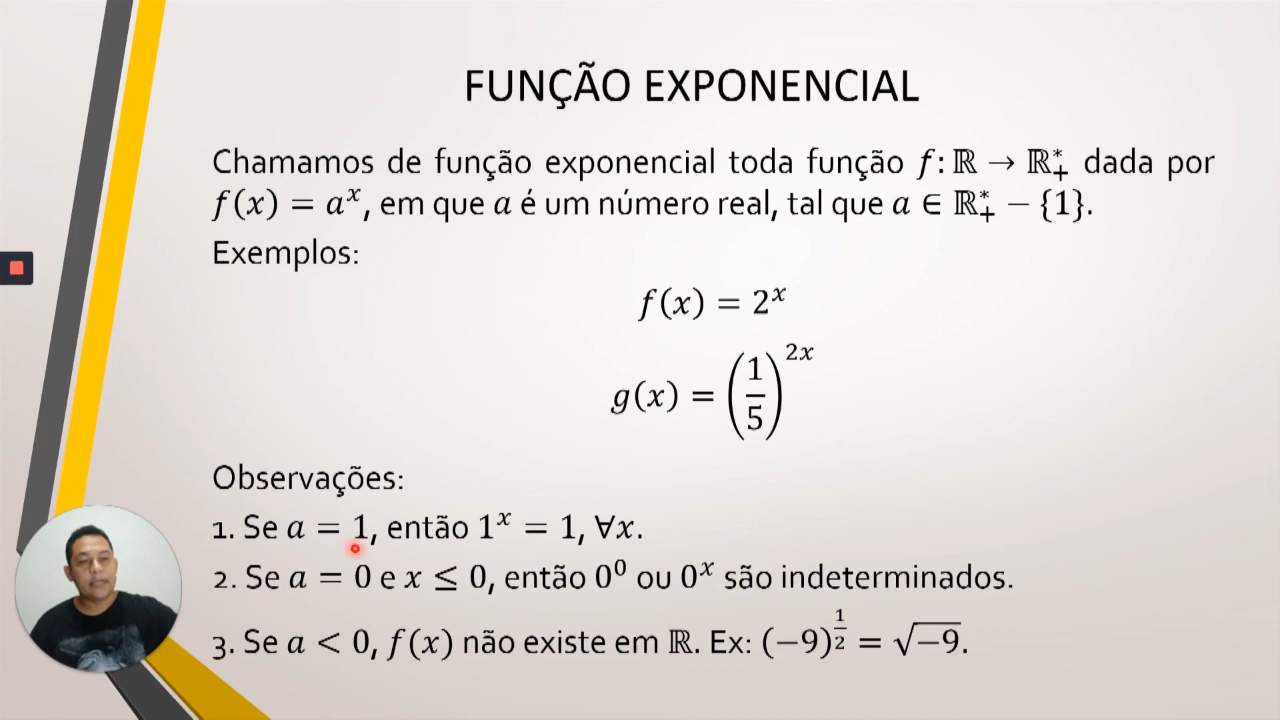 FUNÇÃO EXPONENCIAL
Chamamos de função exponencial toda função f: ℝ → ℝ₊* dada por
f(x) = aˣ, em que a é um número real, tal que a ∈ ℝ₊* − {1}.
Exemplos:
f(x) = 2ˣ
g(x) = (1/5)²ˣ
Observações:
1. Se a = 1, então 1ˣ = 1, ∀x.
2. Se a = 0 e x ≤ 0, então 0⁰ ou 0ˣ são indeterminados.
3. Se a < 0, f(x) não existe em ℝ. Ex: (−9)^(1/2) = √−9.